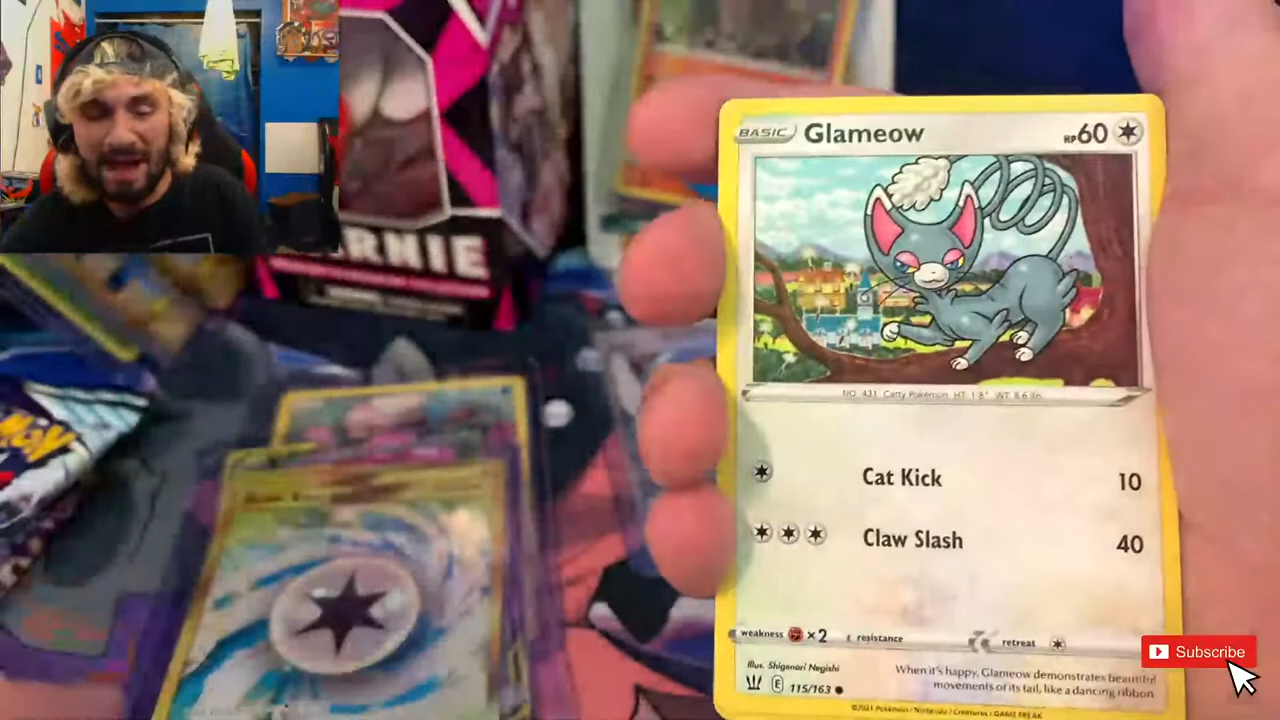 BASIC Glameow HP 60
NO. 431 Catty Pokémon HT 1'8" WT 8.6 lbs.
Cat Kick 10
Claw Slash 40
weakness ×2 resistance retreat
Illus. Shigenori Negishi
E 115/163
When it's happy, Glameow demonstrates beautiful
movements of its tail, like a dancing ribbon
©2021 Pokémon / Nintendo / Creatures / GAME FREAK
RNIE
Subscribe